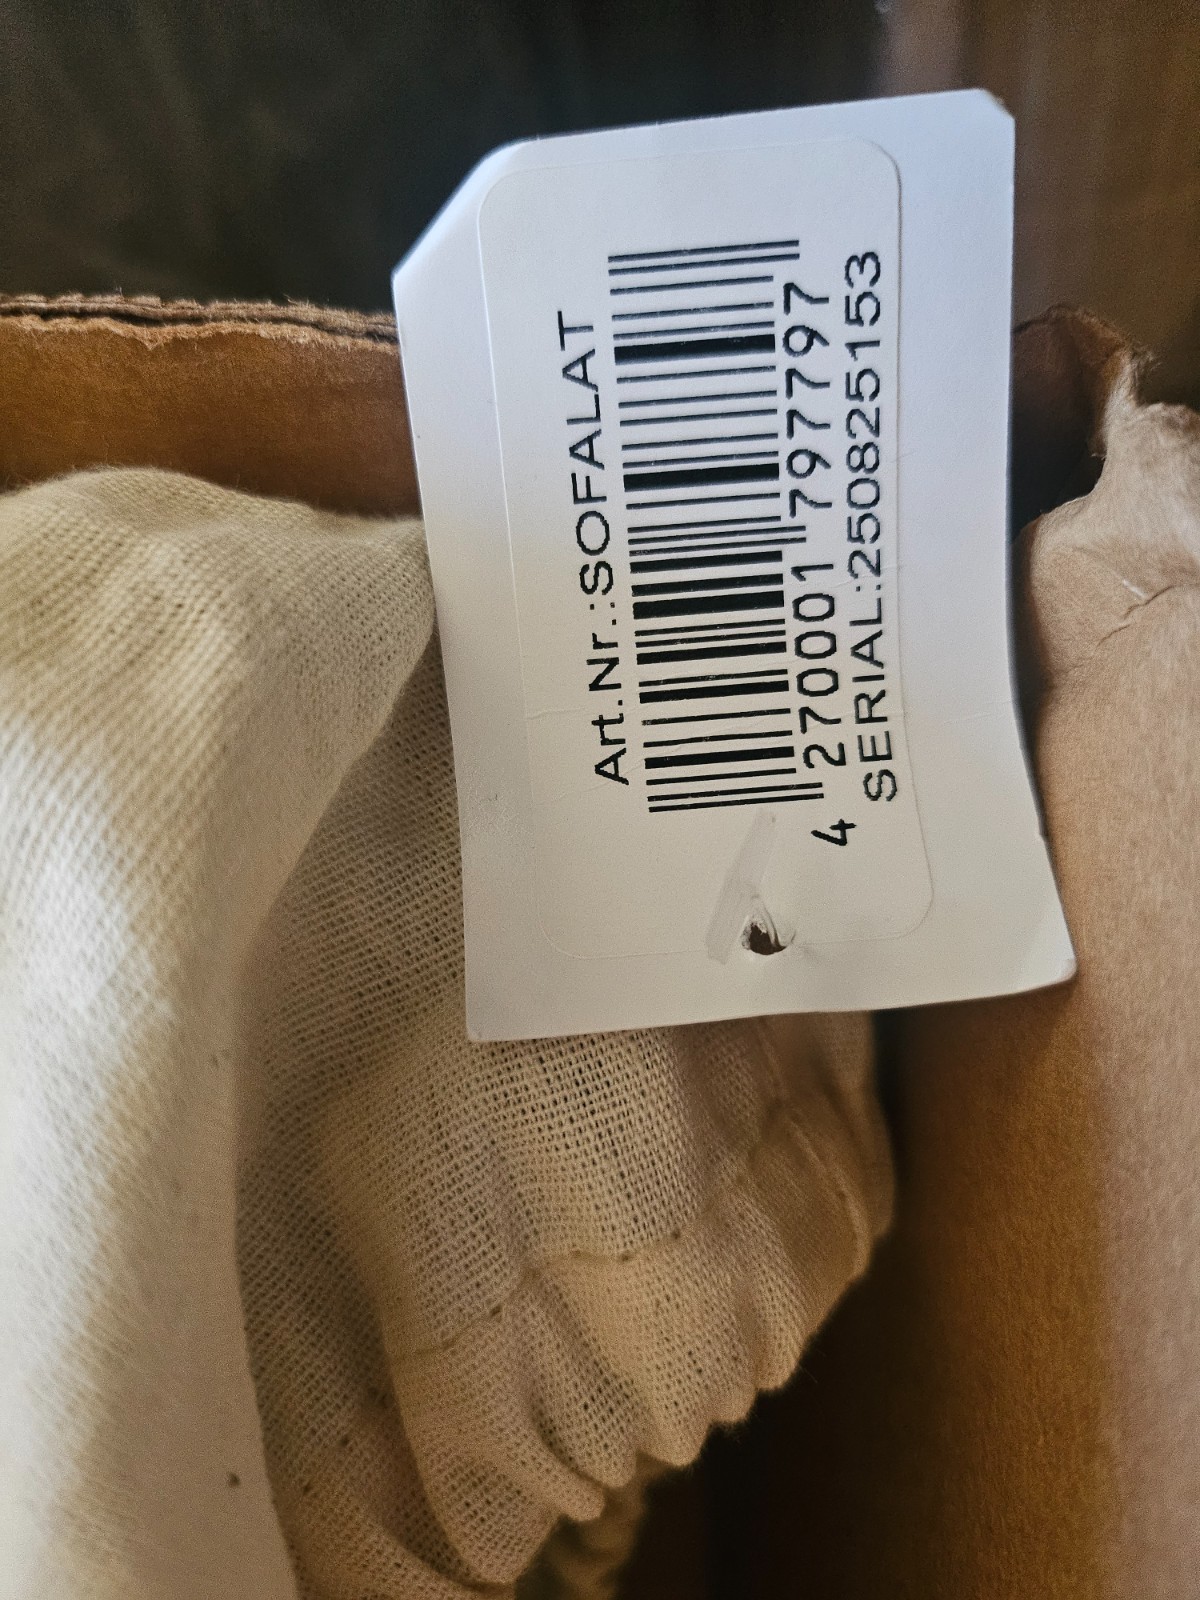 Art.Nr.:SOFALAT
4 270001 797797
SERIAL:250825153